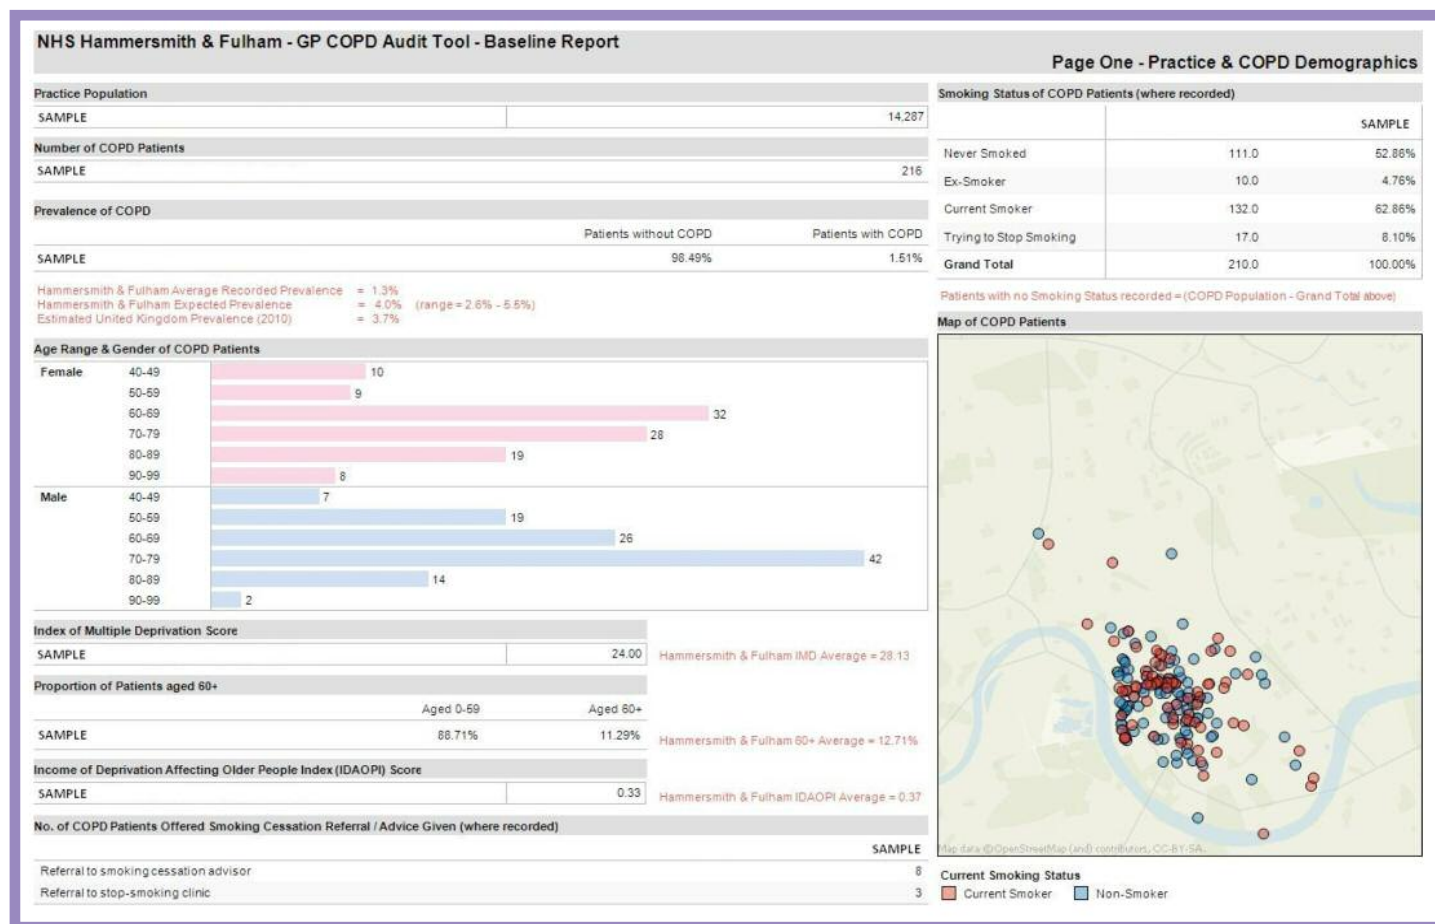 NHS Hammersmith & Fulham - GP COPD Audit Tool - Baseline Report
Page One - Practice & COPD Demographics
Practice Population
SAMPLE 14,287
Number of COPD Patients
SAMPLE 216
Prevalence of COPD
Patients without COPD Patients with COPD
SAMPLE 98.49% 1.51%
Hammersmith & Fulham Average Recorded Prevalence = 1.3%
Hammersmith & Fulham Expected Prevalence = 4.0% (range = 2.6% - 5.5%)
Estimated United Kingdom Prevalence (2010) = 3.7%
Age Range & Gender of COPD Patients
Female 40-49 10
50-59 9
60-69 32
70-79 28
80-89 19
90-99 8
Male 40-49 7
50-59 19
60-69 26
70-79 42
80-89 14
90-99 2
Index of Multiple Deprivation Score
SAMPLE 24.00 Hammersmith & Fulham IMD Average = 28.13
Proportion of Patients aged 60+
Aged 0-59 Aged 60+
SAMPLE 88.71% 11.29% Hammersmith & Fulham 60+ Average = 12.71%
Income of Deprivation Affecting Older People Index (IDAOPI) Score
SAMPLE 0.33 Hammersmith & Fulham IDAOPI Average = 0.37
No. of COPD Patients Offered Smoking Cessation Referral / Advice Given (where recorded)
SAMPLE
Referral to smoking cessation advisor 8
Referral to stop-smoking clinic 3
Smoking Status of COPD Patients (where recorded)
SAMPLE
Never Smoked 111.0 52.86%
Ex-Smoker 10.0 4.76%
Current Smoker 132.0 62.86%
Trying to Stop Smoking 17.0 8.10%
Grand Total 210.0 100.00%
Patients with no Smoking Status recorded = (COPD Population - Grand Total above)
Map of COPD Patients
Map data @OpenStreetMap (and) contributors, CC-BY-SA.
Current Smoking Status
Current Smoker Non-Smoker